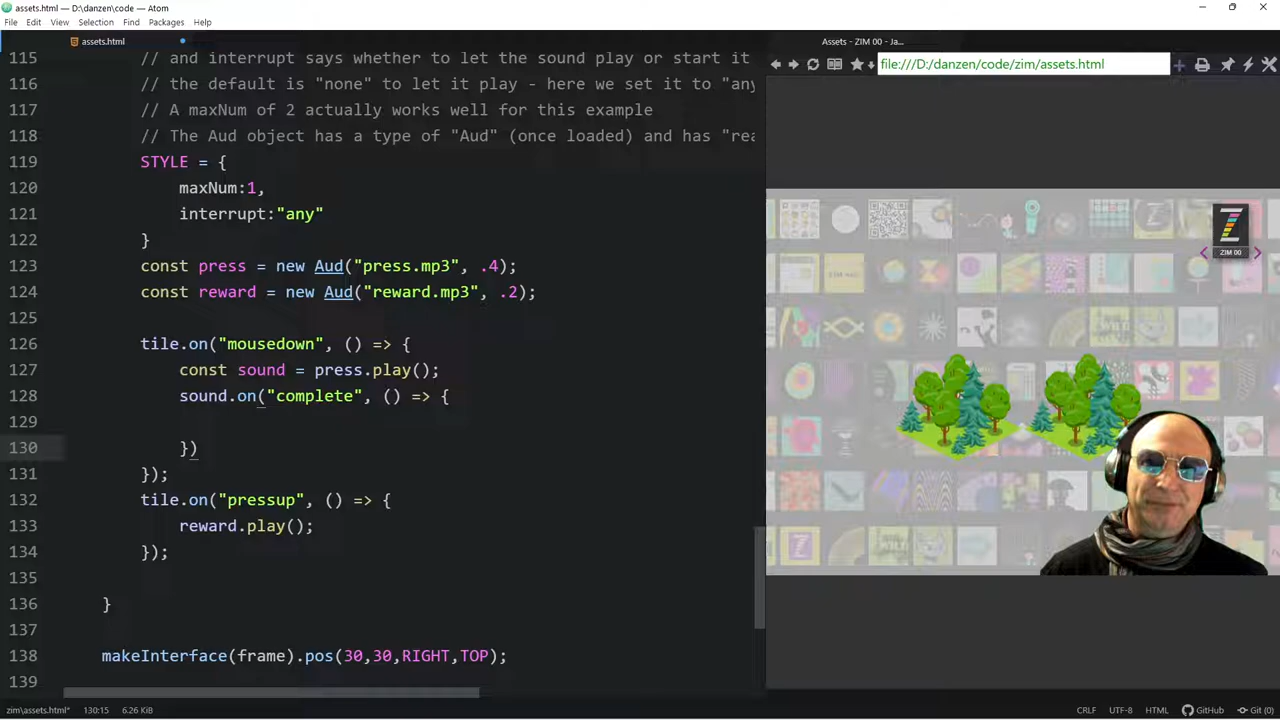 assets.html — D:\danzen\code — Atom
File Edit View Selection Find Packages Help
assets.html
Assets - ZIM 00 - Ja...
file:///D:/danzen/code/zim/assets.html
115 // and interrupt says whether to let the sound play or start it
116 // the default is "none" to let it play - here we set it to "any
117 // A maxNum of 2 actually works well for this example
118 // The Aud object has a type of "Aud" (once loaded) and has "rea
119 STYLE = {
120 maxNum:1,
121 interrupt:"any"
122 }
123 const press = new Aud("press.mp3", .4);
124 const reward = new Aud("reward.mp3", .2);
125
126 tile.on("mousedown", () => {
127 const sound = press.play();
128 sound.on("complete", () => {
129
130 })
131 });
132 tile.on("pressup", () => {
133 reward.play();
134 });
135
136 }
137
138 makeInterface(frame).pos(30,30,RIGHT,TOP);
139
ZIM 00
zim\assets.html* 130:15 6.26 KiB
CRLF UTF-8 HTML GitHub Git (0)